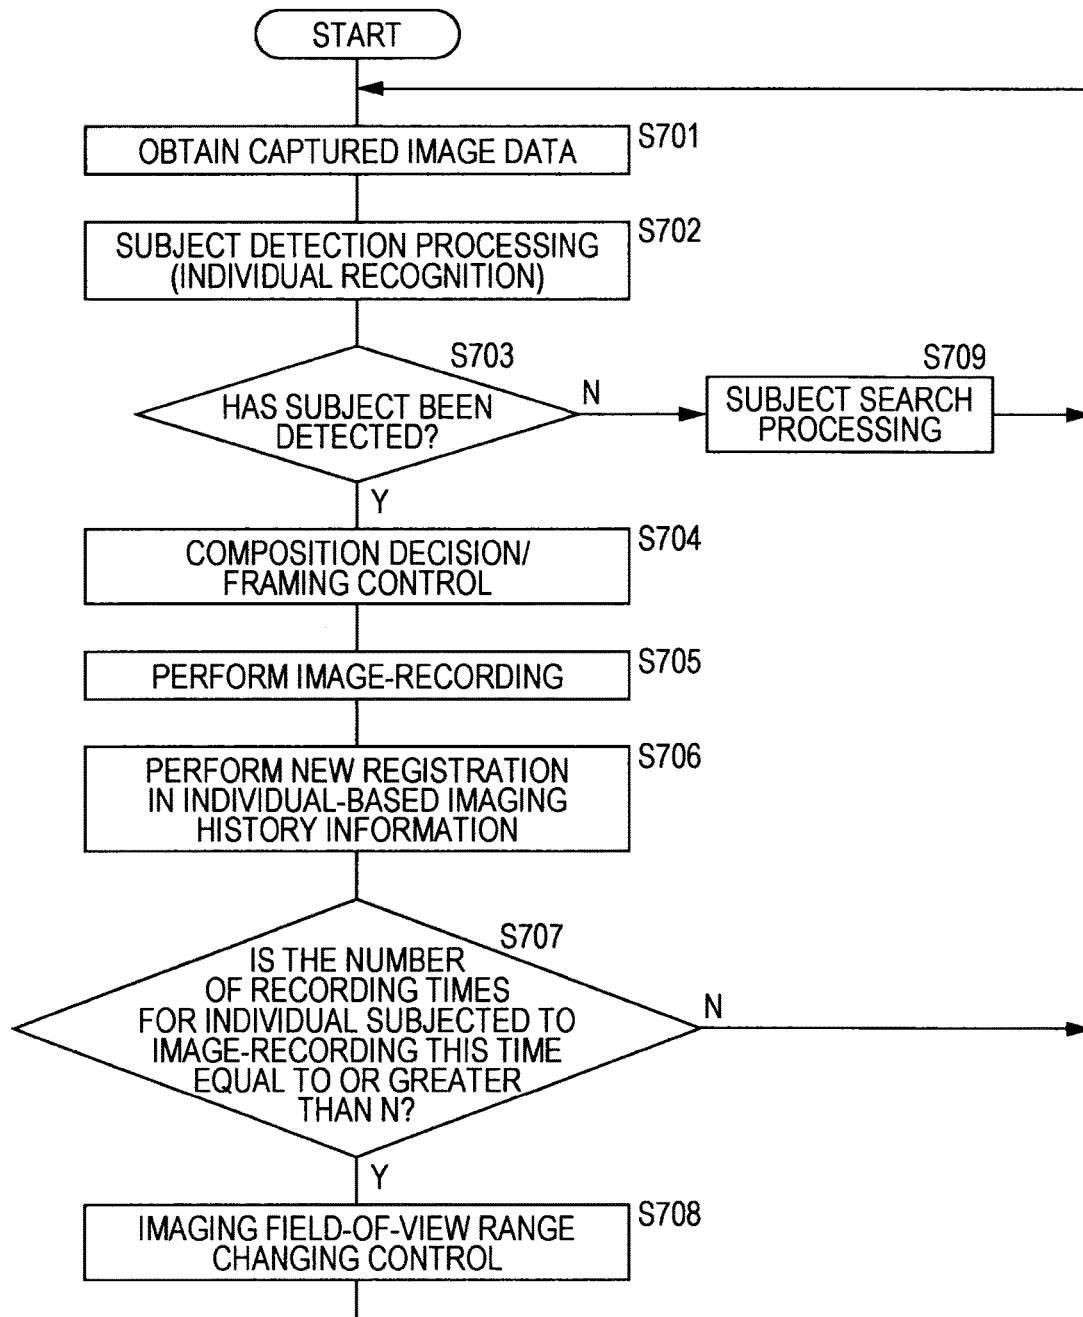 START
S701
OBTAIN CAPTURED IMAGE DATA
S702
SUBJECT DETECTION PROCESSING
(INDIVIDUAL RECOGNITION)
S703
HAS SUBJECT BEEN
DETECTED?
N
S709
SUBJECT SEARCH
PROCESSING
Y
S704
COMPOSITION DECISION/
FRAMING CONTROL
S705
PERFORM IMAGE-RECORDING
S706
PERFORM NEW REGISTRATION
IN INDIVIDUAL-BASED IMAGING
HISTORY INFORMATION
S707
IS THE NUMBER
OF RECORDING TIMES
FOR INDIVIDUAL SUBJECTED TO
IMAGE-RECORDING THIS TIME
EQUAL TO OR GREATER
THAN N?
N
Y
S708
IMAGING FIELD-OF-VIEW RANGE
CHANGING CONTROL